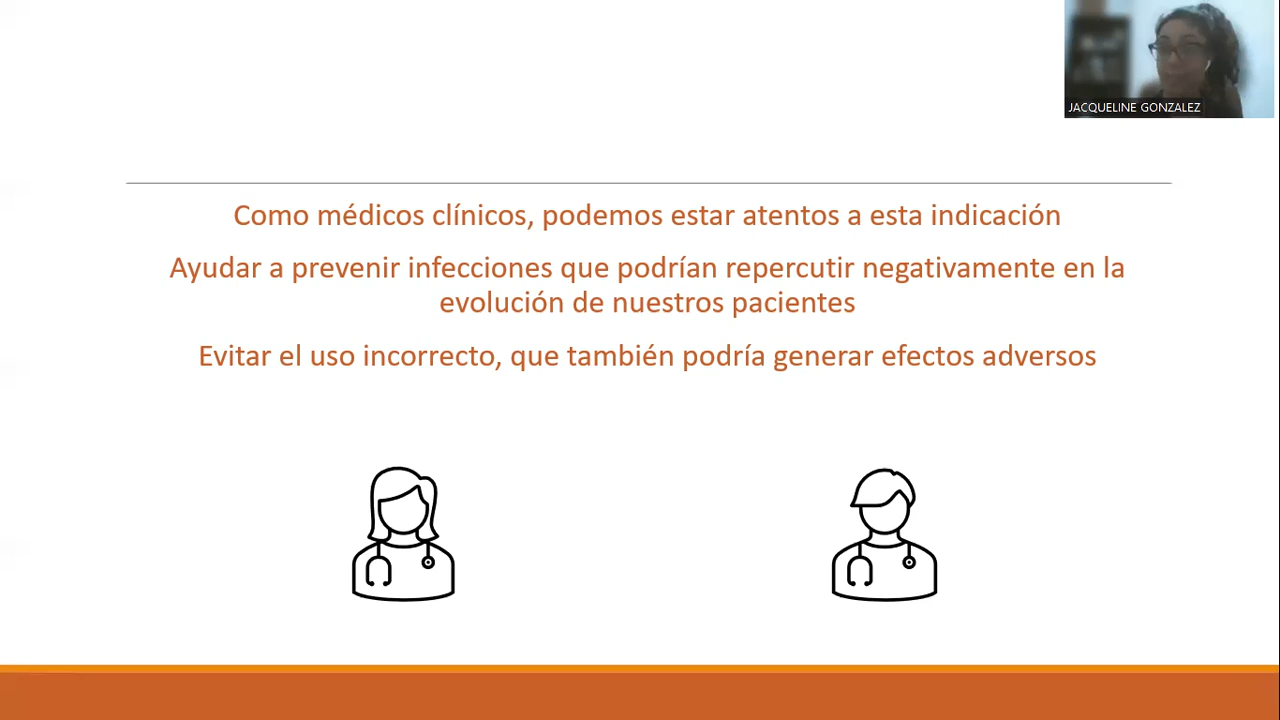 JACQUELINE GONZALEZ
Como médicos clínicos, podemos estar atentos a esta indicación
Ayudar a prevenir infecciones que podrían repercutir negativamente en la
evolución de nuestros pacientes
Evitar el uso incorrecto, que también podría generar efectos adversos